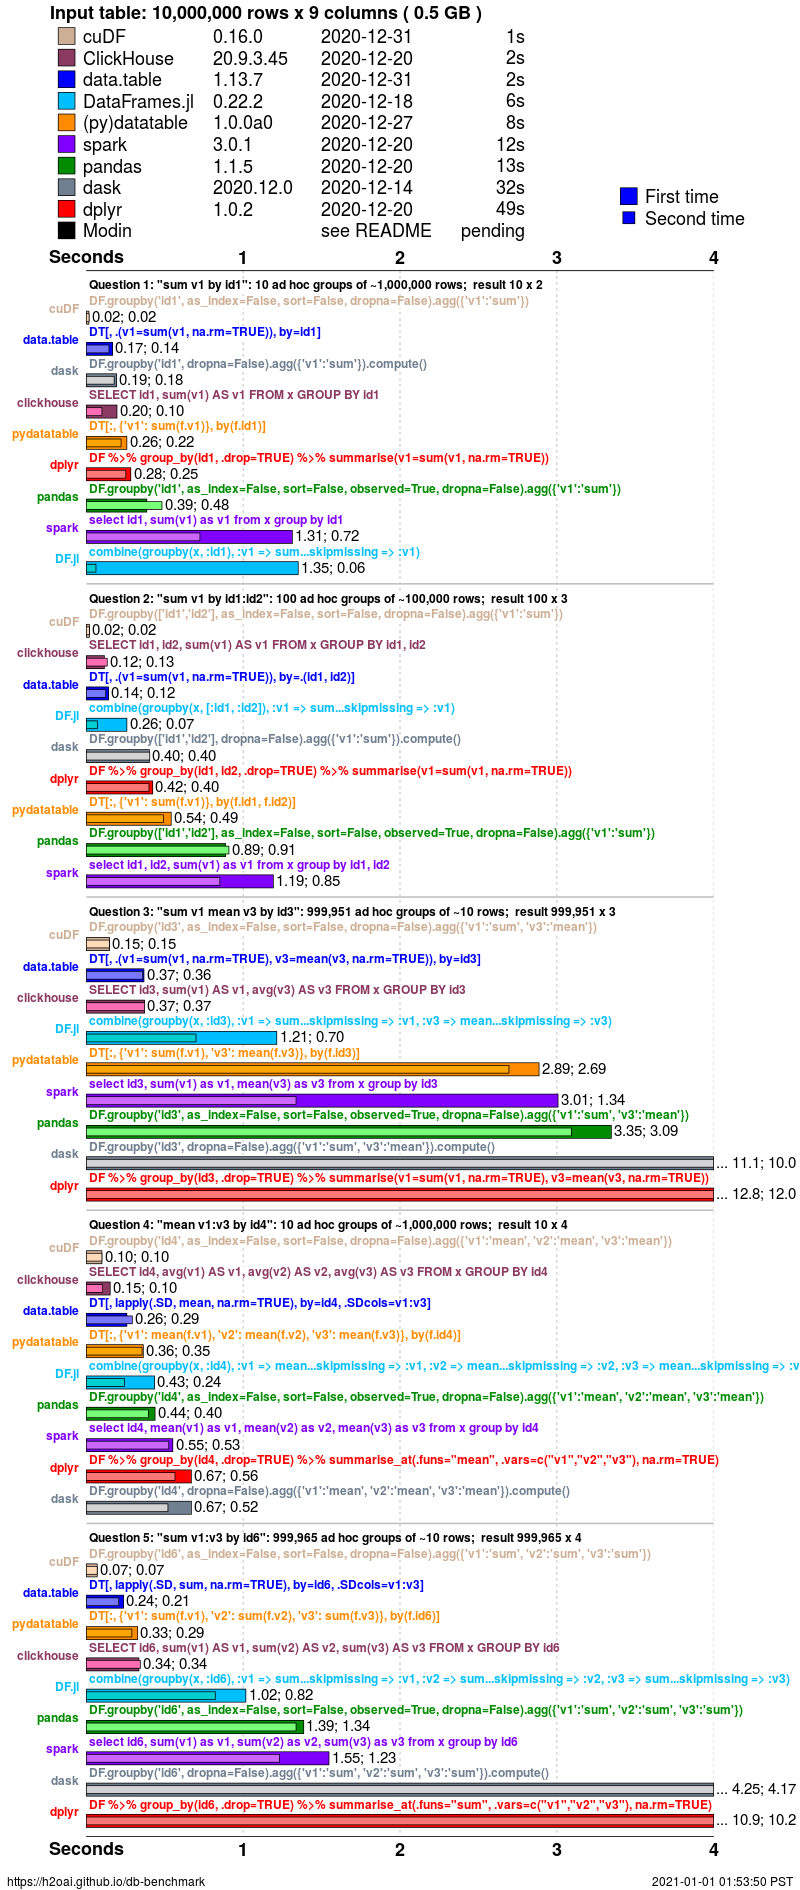 Input table: 10,000,000 rows x 9 columns ( 0.5 GB )
cuDF 0.16.0 2020-12-31 1s
ClickHouse 20.9.3.45 2020-12-20 2s
data.table 1.13.7 2020-12-31 2s
DataFrames.jl 0.22.2 2020-12-18 6s
(py)datatable 1.0.0a0 2020-12-27 8s
spark 3.0.1 2020-12-20 12s
pandas 1.1.5 2020-12-20 13s
dask 2020.12.0 2020-12-14 32s
dplyr 1.0.2 2020-12-20 49s
Modin see README pending
First time
Second time
Seconds 1 2 3 4
Question 1: "sum v1 by id1": 10 ad hoc groups of ~1,000,000 rows;  result 10 x 2
DF.groupby('id1', as_index=False, sort=False, dropna=False).agg({'v1':'sum'})
cuDF 0.02; 0.02
DT[, .(v1=sum(v1, na.rm=TRUE)), by=id1]
data.table 0.17; 0.14
DF.groupby('id1', dropna=False).agg({'v1':'sum'}).compute()
dask 0.19; 0.18
SELECT id1, sum(v1) AS v1 FROM x GROUP BY id1
clickhouse 0.20; 0.10
DT[:, {'v1': sum(f.v1)}, by(f.id1)]
pydatatable 0.26; 0.22
DF %>% group_by(id1, .drop=TRUE) %>% summarise(v1=sum(v1, na.rm=TRUE))
dplyr 0.28; 0.25
DF.groupby('id1', as_index=False, sort=False, observed=True, dropna=False).agg({'v1':'sum'})
pandas 0.39; 0.48
select id1, sum(v1) as v1 from x group by id1
spark 1.31; 0.72
combine(groupby(x, :id1), :v1 => sum...skipmissing => :v1)
DF.jl 1.35; 0.06
Question 2: "sum v1 by id1:id2": 100 ad hoc groups of ~100,000 rows;  result 100 x 3
DF.groupby(['id1','id2'], as_index=False, sort=False, dropna=False).agg({'v1':'sum'})
cuDF 0.02; 0.02
SELECT id1, id2, sum(v1) AS v1 FROM x GROUP BY id1, id2
clickhouse 0.12; 0.13
DT[, .(v1=sum(v1, na.rm=TRUE)), by=.(id1, id2)]
data.table 0.14; 0.12
combine(groupby(x, [:id1, :id2]), :v1 => sum...skipmissing => :v1)
DF.jl 0.26; 0.07
DF.groupby(['id1','id2'], dropna=False).agg({'v1':'sum'}).compute()
dask 0.40; 0.40
DF %>% group_by(id1, id2, .drop=TRUE) %>% summarise(v1=sum(v1, na.rm=TRUE))
dplyr 0.42; 0.40
DT[:, {'v1': sum(f.v1)}, by(f.id1, f.id2)]
pydatatable 0.54; 0.49
DF.groupby(['id1','id2'], as_index=False, sort=False, observed=True, dropna=False).agg({'v1':'sum'})
pandas 0.89; 0.91
select id1, id2, sum(v1) as v1 from x group by id1, id2
spark 1.19; 0.85
Question 3: "sum v1 mean v3 by id3": 999,951 ad hoc groups of ~10 rows;  result 999,951 x 3
DF.groupby('id3', as_index=False, sort=False, dropna=False).agg({'v1':'sum', 'v3':'mean'})
cuDF 0.15; 0.15
DT[, .(v1=sum(v1, na.rm=TRUE), v3=mean(v3, na.rm=TRUE)), by=id3]
data.table 0.37; 0.36
SELECT id3, sum(v1) AS v1, avg(v3) AS v3 FROM x GROUP BY id3
clickhouse 0.37; 0.37
combine(groupby(x, :id3), :v1 => sum...skipmissing => :v1, :v3 => mean...skipmissing => :v3)
DF.jl 1.21; 0.70
DT[:, {'v1': sum(f.v1), 'v3': mean(f.v3)}, by(f.id3)]
pydatatable 2.89; 2.69
select id3, sum(v1) as v1, mean(v3) as v3 from x group by id3
spark 3.01; 1.34
DF.groupby('id3', as_index=False, sort=False, observed=True, dropna=False).agg({'v1':'sum', 'v3':'mean'})
pandas 3.35; 3.09
DF.groupby('id3', dropna=False).agg({'v1':'sum', 'v3':'mean'}).compute()
dask ... 11.1; 10.0
DF %>% group_by(id3, .drop=TRUE) %>% summarise(v1=sum(v1, na.rm=TRUE), v3=mean(v3, na.rm=TRUE))
dplyr ... 12.8; 12.0
Question 4: "mean v1:v3 by id4": 10 ad hoc groups of ~1,000,000 rows;  result 10 x 4
DF.groupby('id4', as_index=False, sort=False, dropna=False).agg({'v1':'mean', 'v2':'mean', 'v3':'mean'})
cuDF 0.10; 0.10
SELECT id4, avg(v1) AS v1, avg(v2) AS v2, avg(v3) AS v3 FROM x GROUP BY id4
clickhouse 0.15; 0.10
DT[, lapply(.SD, mean, na.rm=TRUE), by=id4, .SDcols=v1:v3]
data.table 0.26; 0.29
DT[:, {'v1': mean(f.v1), 'v2': mean(f.v2), 'v3': mean(f.v3)}, by(f.id4)]
pydatatable 0.36; 0.35
combine(groupby(x, :id4), :v1 => mean...skipmissing => :v1, :v2 => mean...skipmissing => :v2, :v3 => mean...skipmissing => :v
DF.jl 0.43; 0.24
DF.groupby('id4', as_index=False, sort=False, observed=True, dropna=False).agg({'v1':'mean', 'v2':'mean', 'v3':'mean'})
pandas 0.44; 0.40
select id4, mean(v1) as v1, mean(v2) as v2, mean(v3) as v3 from x group by id4
spark 0.55; 0.53
DF %>% group_by(id4, .drop=TRUE) %>% summarise_at(.funs="mean", .vars=c("v1","v2","v3"), na.rm=TRUE)
dplyr 0.67; 0.56
DF.groupby('id4', dropna=False).agg({'v1':'mean', 'v2':'mean', 'v3':'mean'}).compute()
dask 0.67; 0.52
Question 5: "sum v1:v3 by id6": 999,965 ad hoc groups of ~10 rows;  result 999,965 x 4
DF.groupby('id6', as_index=False, sort=False, dropna=False).agg({'v1':'sum', 'v2':'sum', 'v3':'sum'})
cuDF 0.07; 0.07
DT[, lapply(.SD, sum, na.rm=TRUE), by=id6, .SDcols=v1:v3]
data.table 0.24; 0.21
DT[:, {'v1': sum(f.v1), 'v2': sum(f.v2), 'v3': sum(f.v3)}, by(f.id6)]
pydatatable 0.33; 0.29
SELECT id6, sum(v1) AS v1, sum(v2) AS v2, sum(v3) AS v3 FROM x GROUP BY id6
clickhouse 0.34; 0.34
combine(groupby(x, :id6), :v1 => sum...skipmissing => :v1, :v2 => sum...skipmissing => :v2, :v3 => sum...skipmissing => :v3)
DF.jl 1.02; 0.82
DF.groupby('id6', as_index=False, sort=False, observed=True, dropna=False).agg({'v1':'sum', 'v2':'sum', 'v3':'sum'})
pandas 1.39; 1.34
select id6, sum(v1) as v1, sum(v2) as v2, sum(v3) as v3 from x group by id6
spark 1.55; 1.23
DF.groupby('id6', dropna=False).agg({'v1':'sum', 'v2':'sum', 'v3':'sum'}).compute()
dask ... 4.25; 4.17
DF %>% group_by(id6, .drop=TRUE) %>% summarise_at(.funs="sum", .vars=c("v1","v2","v3"), na.rm=TRUE)
dplyr ... 10.9; 10.2
Seconds 1 2 3 4
https://h2oai.github.io/db-benchmark 2021-01-01 01:53:50 PST